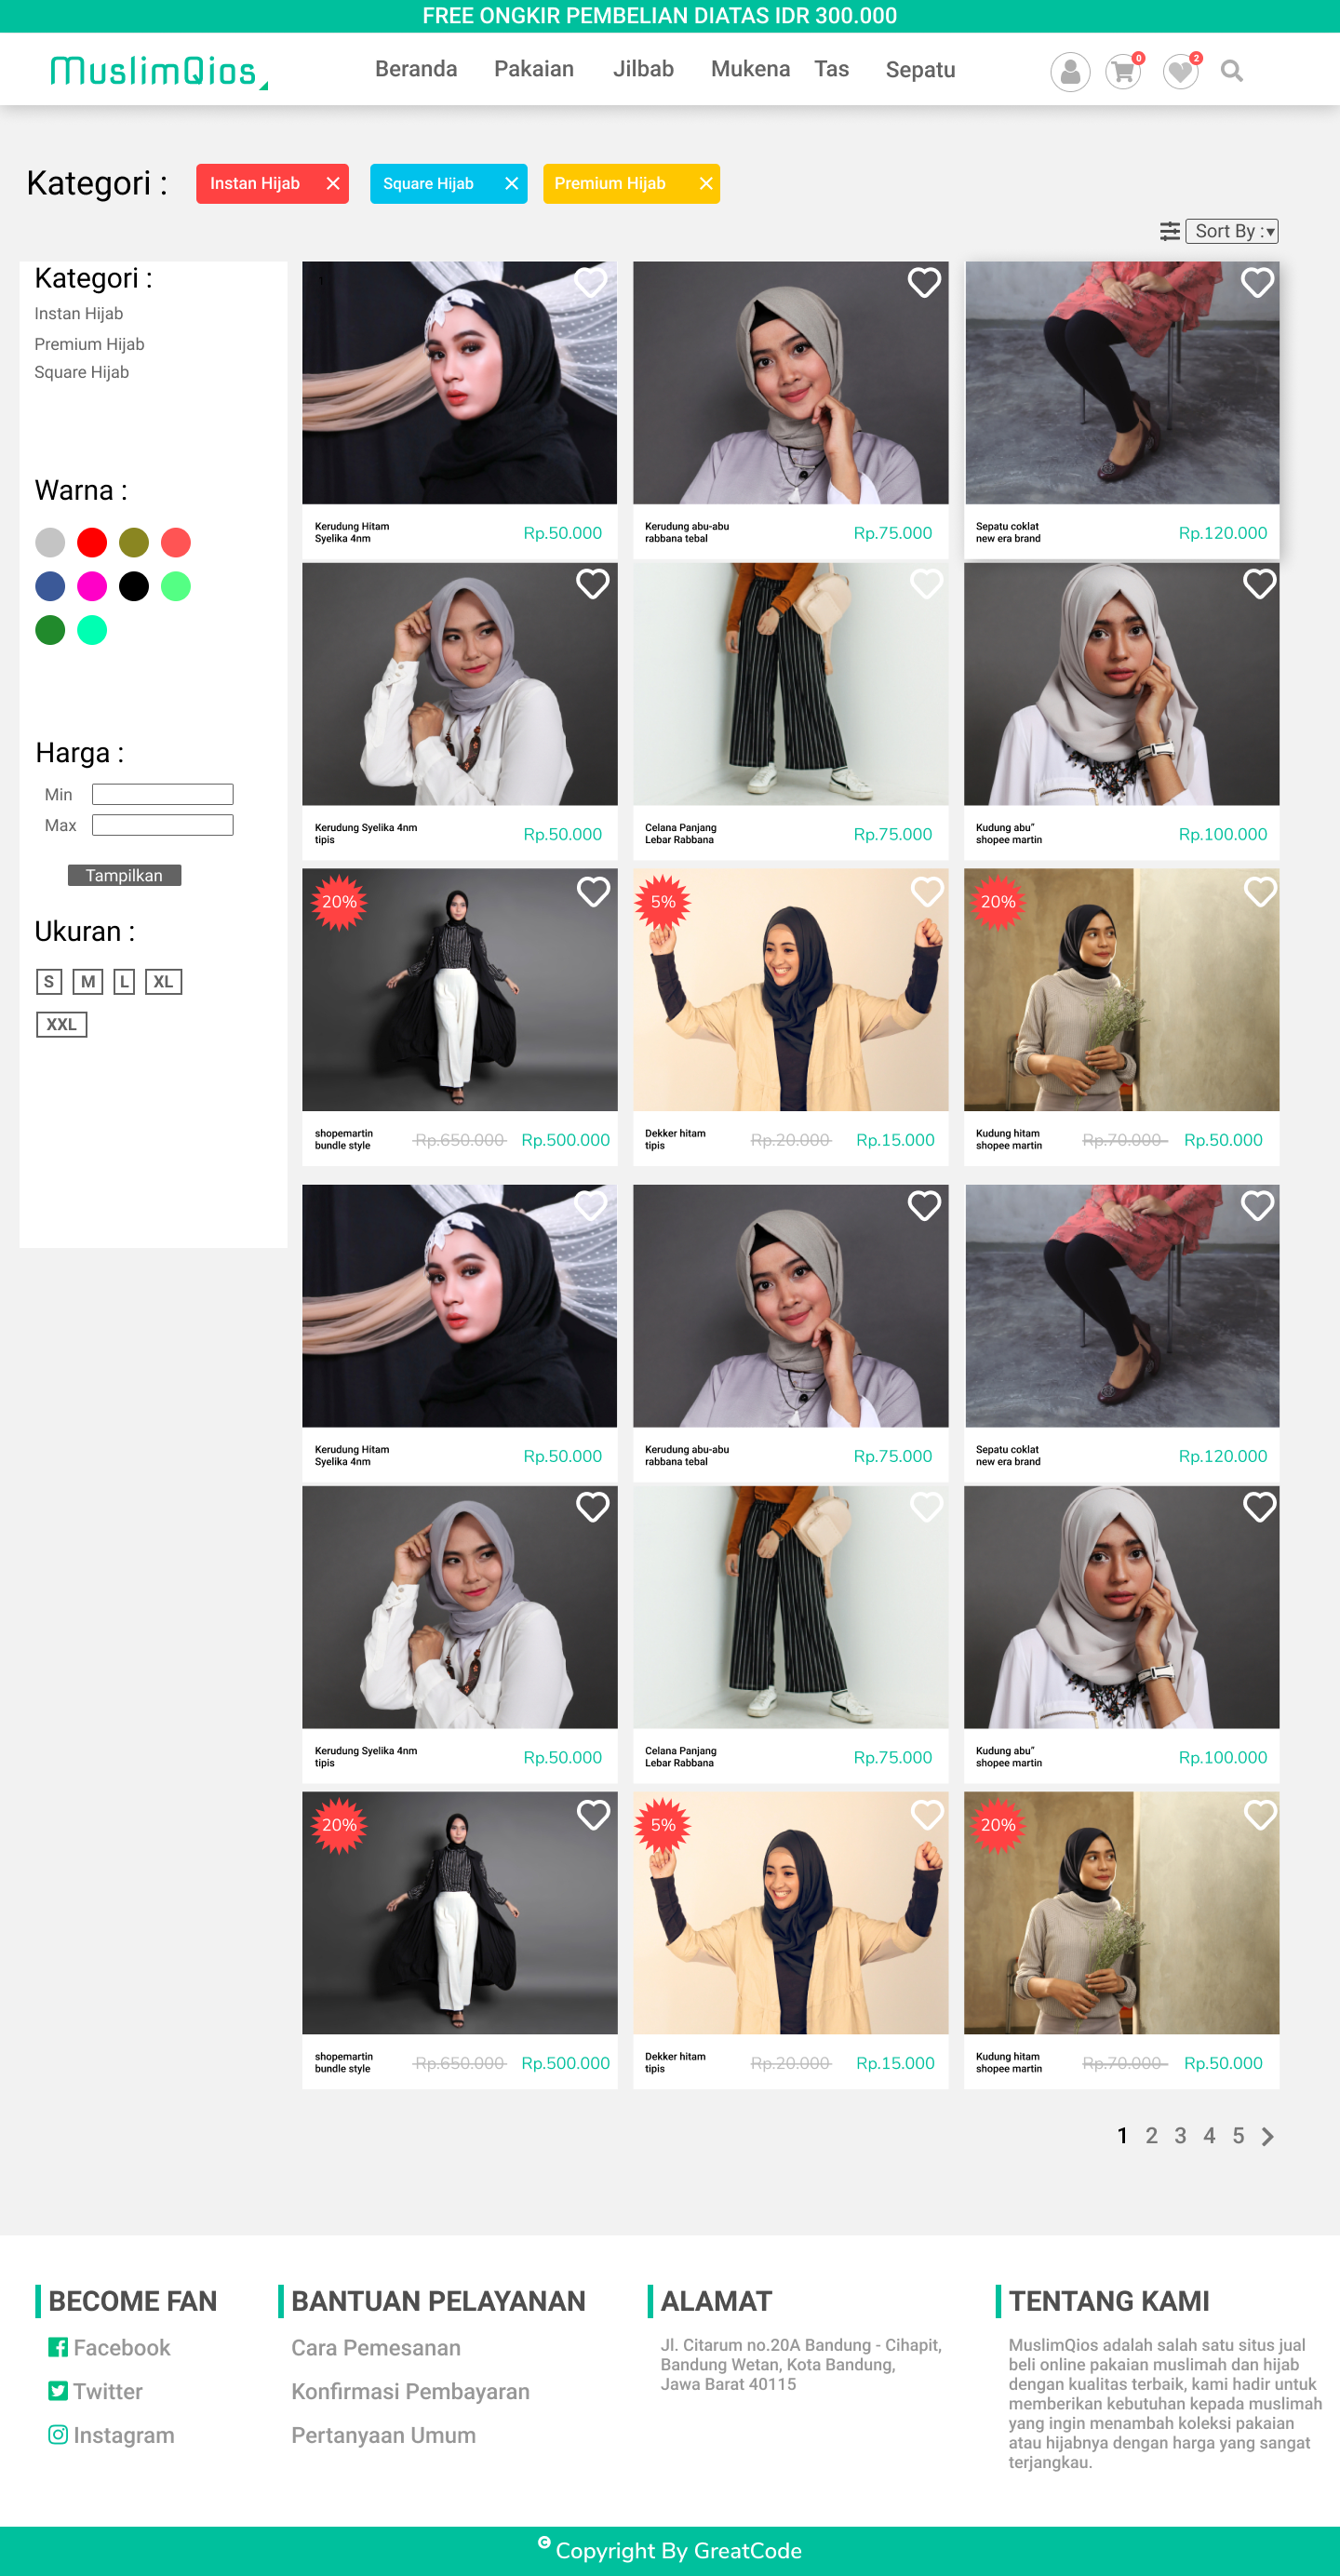 FREE ONGKIR PEMBELIAN DIATAS IDR 300.000
MuslimQios
Beranda Pakaian Jilbab Mukena Tas Sepatu
0 2
Kategori : Instan Hijab Square Hijab Premium Hijab
Sort By :
Kategori :
Instan Hijab
Premium Hijab
Square Hijab
Warna :
Harga :
Min
Max
Tampilkan
Ukuran :
S M L XL
XXL
Kerudung Hitam
Syelika 4nm
Rp.50.000
Kerudung abu-abu
rabbana tebal
Rp.75.000
Sepatu coklat
new era brand
Rp.120.000
Kerudung Syelika 4nm
tipis
Rp.50.000
Celana Panjang
Lebar Rabbana
Rp.75.000
Kudung abu"
shopee martin
Rp.100.000
20%
5%
20%
shopemartin
bundle style
Rp.650.000 Rp.500.000
Dekker hitam
tipis
Rp.20.000 Rp.15.000
Kudung hitam
shopee martin
Rp.70.000 Rp.50.000
Kerudung Hitam
Syelika 4nm
Rp.50.000
Kerudung abu-abu
rabbana tebal
Rp.75.000
Sepatu coklat
new era brand
Rp.120.000
Kerudung Syelika 4nm
tipis
Rp.50.000
Celana Panjang
Lebar Rabbana
Rp.75.000
Kudung abu"
shopee martin
Rp.100.000
20%
5%
20%
shopemartin
bundle style
Rp.650.000 Rp.500.000
Dekker hitam
tipis
Rp.20.000 Rp.15.000
Kudung hitam
shopee martin
Rp.70.000 Rp.50.000
1 2 3 4 5
BECOME FAN
Facebook
Twitter
Instagram
BANTUAN PELAYANAN
Cara Pemesanan
Konfirmasi Pembayaran
Pertanyaan Umum
ALAMAT
Jl. Citarum no.20A Bandung - Cihapit,
Bandung Wetan, Kota Bandung,
Jawa Barat 40115
TENTANG KAMI
MuslimQios adalah salah satu situs jual
beli online pakaian muslimah dan hijab
dengan kualitas terbaik, kami hadir untuk
memberikan kebutuhan kepada muslimah
yang ingin menambah koleksi pakaian
atau hijabnya dengan harga yang sangat
terjangkau.
© Copyright By GreatCode